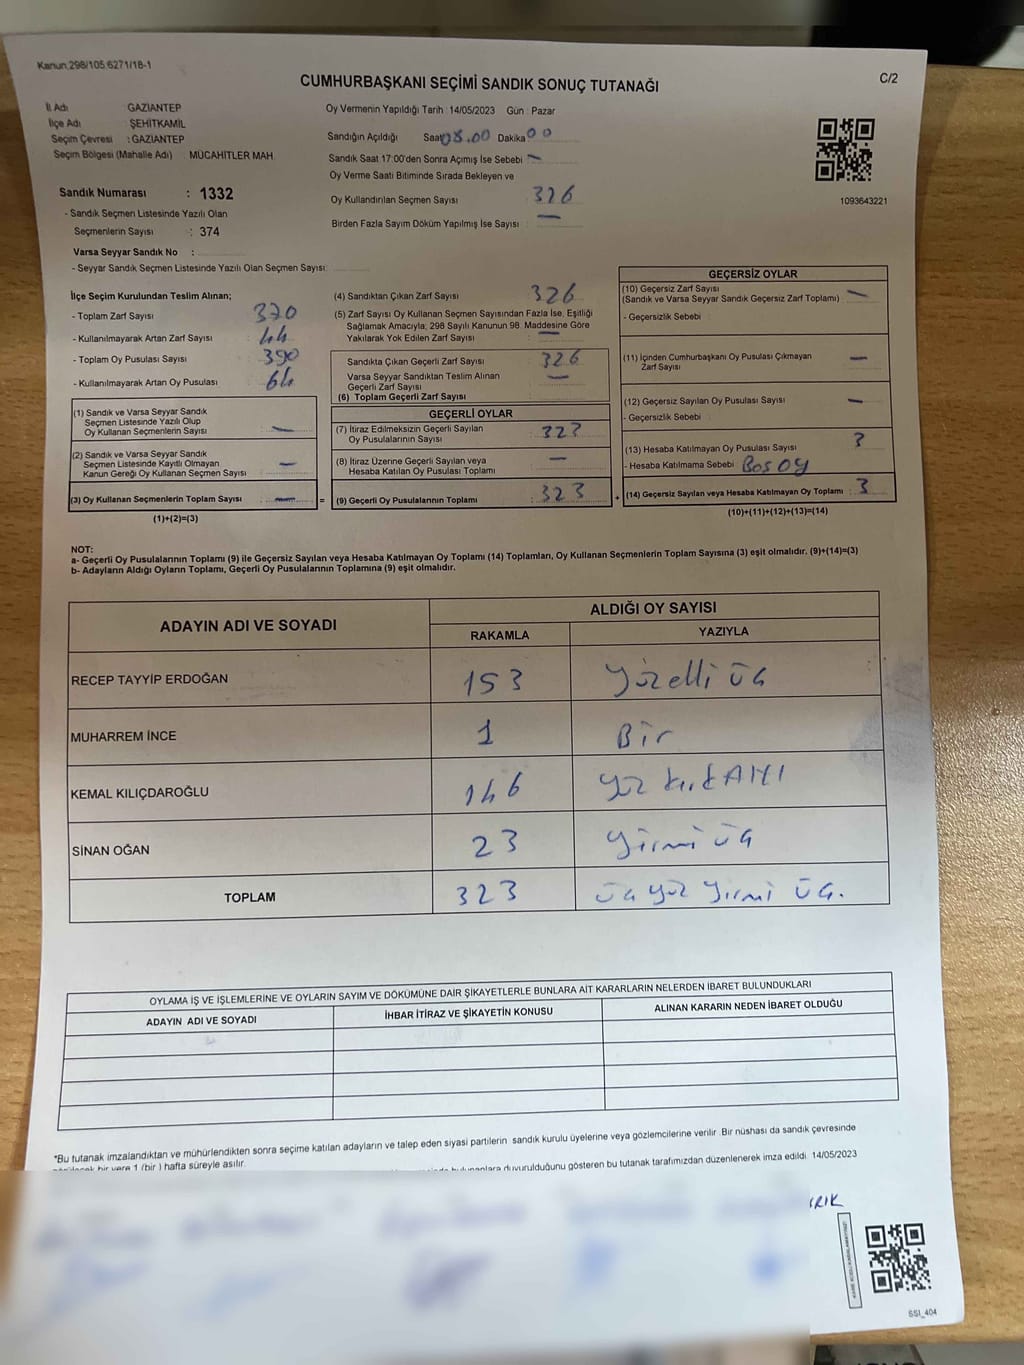 Kanun.298/105,6271/18-1
C/2
CUMHURBAŞKANI SEÇİMİ SANDIK SONUÇ TUTANAĞI
İl Adı GAZİANTEP
İlçe Adı ŞEHİTKAMİL
Seçim Çevresi : GAZİANTEP
Seçim Bölgesi (Mahalle Adı) : MÜCAHİTLER MAH.
Sandık Numarası : 1332
- Sandık Seçmen Listesinde Yazılı Olan
Seçmenlerin Sayısı : 374
Varsa Seyyar Sandık No :
- Seyyar Sandık Seçmen Listesinde Yazılı Olan Seçmen Sayısı:
Oy Vermenin Yapıldığı Tarih : 14/05/2023 Gün : Pazar
Sandığın Açıldığı Saat 08.00 Dakika 00
Sandık Saat 17:00'den Sonra Açımış İse Sebebi —
Oy Verme Saati Bitiminde Sırada Bekleyen ve
Oy Kullandırılan Seçmen Sayısı : 326
Birden Fazla Sayım Döküm Yapılmış İse Sayısı : —
1093643221
İlçe Seçim Kurulundan Teslim Alınan;
- Toplam Zarf Sayısı 370
- Kullanılmayarak Artan Zarf Sayısı : 44
- Toplam Oy Pusulası Sayısı : 390
- Kullanılmayarak Artan Oy Pusulası : 64
(1) Sandık ve Varsa Seyyar Sandık
Seçmen Listesinde Yazılı Olup
Oy Kullanan Seçmenlerin Sayısı : —
(2) Sandık ve Varsa Seyyar Sandık
Seçmen Listesinde Kayıtlı Olmayan
Kanun Gereği Oy Kullanan Seçmen Sayısı : —
(3) Oy Kullanan Seçmenlerin Toplam Sayısı : — =
(1)+(2)=(3)
(4) Sandıktan Çıkan Zarf Sayısı : 326
(5) Zarf Sayısı Oy Kullanan Seçmen Sayısından Fazla İse, Eşitliği
Sağlamak Amacıyla, 298 Sayılı Kanunun 98. Maddesine Göre
Yakılarak Yok Edilen Zarf Sayısı : —
Sandıkta Çıkan Geçerli Zarf Sayısı : 326
Varsa Seyyar Sandıktan Teslim Alınan
Geçerli Zarf Sayısı : —
(6) Toplam Geçerli Zarf Sayısı
GEÇERLİ OYLAR
(7) İtiraz Edilmeksizin Geçerli Sayılan
Oy Pusulalarının Sayısı : 323
(8) İtiraz Üzerine Geçerli Sayılan veya
Hesaba Katılan Oy Pusulası Toplamı : —
(9) Geçerli Oy Pusulalarının Toplamı : 323 +
GEÇERSİZ OYLAR
(10) Geçersiz Zarf Sayısı
(Sandık ve Varsa Seyyar Sandık Geçersiz Zarf Toplamı) : —
- Geçersizlik Sebebi :
(11) İçinden Cumhurbaşkanı Oy Pusulası Çıkmayan
Zarf Sayısı : —
(12) Geçersiz Sayılan Oy Pusulası Sayısı : —
- Geçersizlik Sebebi :
(13) Hesaba Katılmayan Oy Pusulası Sayısı : 3
- Hesaba Katılmama Sebebi : Boş oy
(14) Geçersiz Sayılan veya Hesaba Katılmayan Oy Toplamı : 3
(10)+(11)+(12)+(13)=(14)
NOT:
a- Geçerli Oy Pusulalarının Toplamı (9) ile Geçersiz Sayılan veya Hesaba Katılmayan Oy Toplamı (14) Toplamları, Oy Kullanan Seçmenlerin Toplam Sayısına (3) eşit olmalıdır. (9)+(14)=(3)
b- Adayların Aldığı Oyların Toplamı, Geçerli Oy Pusulalarının Toplamına (9) eşit olmalıdır.
ADAYIN ADI VE SOYADI ALDIĞI OY SAYISI
RAKAMLA YAZIYLA
RECEP TAYYİP ERDOĞAN 153 Yüzelli üç
MUHARREM İNCE 1 Bir
KEMAL KILIÇDAROĞLU 146 Yüz kırkALTI
SİNAN OĞAN 23 Yirmi üç
TOPLAM 323 üç yüz yirmi üç.
OYLAMA İŞ VE İŞLEMLERİNE VE OYLARIN SAYIM VE DÖKÜMÜNE DAİR ŞİKAYETLERLE BUNLARA AİT KARARLARIN NELERDEN İBARET BULUNDUKLARI
ADAYIN ADI VE SOYADI İHBAR İTİRAZ VE ŞİKAYETİN KONUSU ALINAN KARARIN NEDEN İBARET OLDUĞU
*Bu tutanak imzalandıktan ve mühürlendikten sonra seçime katılan adayların ve talep eden siyasi partilerin sandık kurulu üyelerine veya gözlemcilerine verilir. Bir nüshası da sandık çevresinde
bir yere 1 (bir) hafta süreyle asılır.
duyurulduğunu gösteren bu tutanak tarafımızdan düzenlenerek imza edildi. 14/05/2023
SSI_404